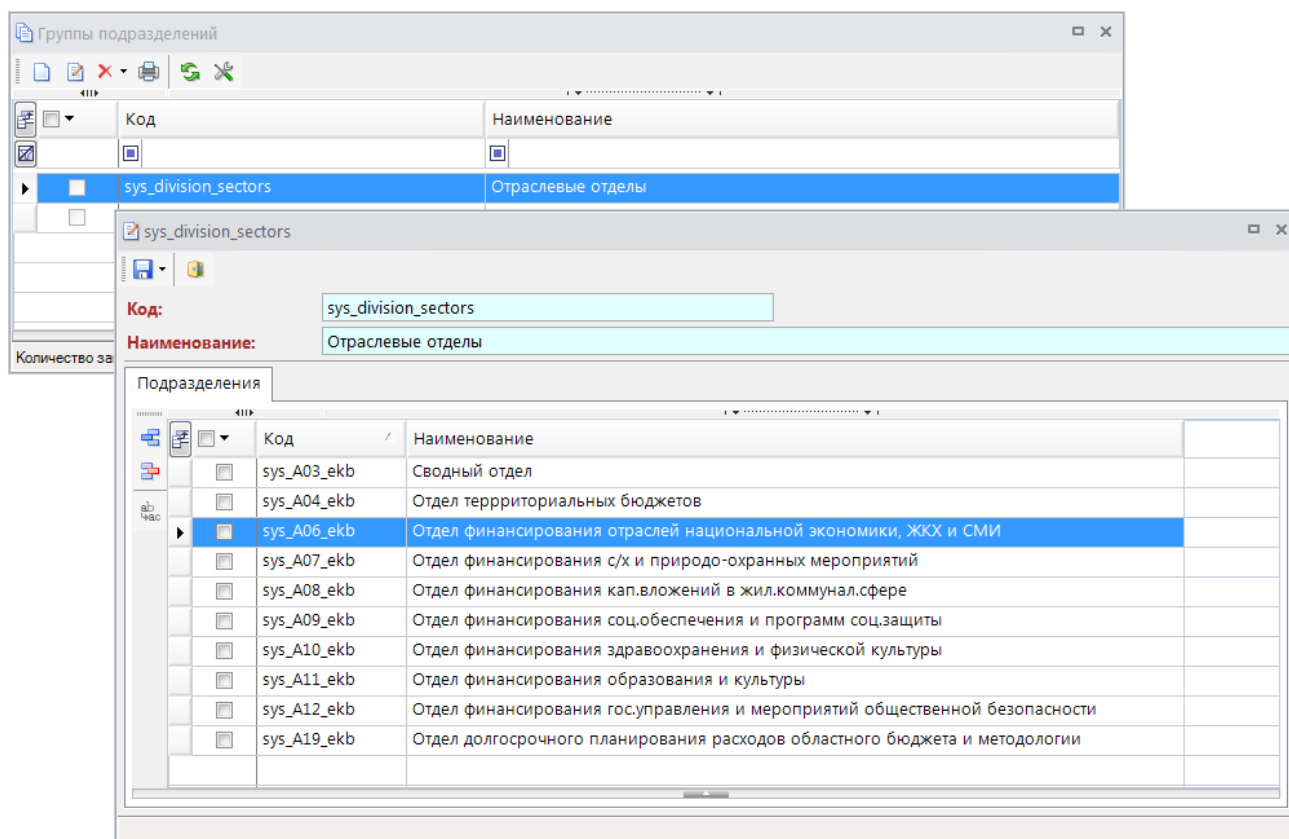 Группы подразделений
Код Наименование
sys_division_sectors Отраслевые отделы
sys_division_sectors
Код: sys_division_sectors
Наименование: Отраслевые отделы
Количество за
Подразделения
Код Наименование
sys_A03_ekb Сводный отдел
sys_A04_ekb Отдел террриториальных бюджетов
sys_A06_ekb Отдел финансирования отраслей национальной экономики, ЖКХ и СМИ
sys_A07_ekb Отдел финансирования с/х и природо-охранных мероприятий
sys_A08_ekb Отдел финансирования кап.вложений в жил.коммунал.сфере
sys_A09_ekb Отдел финансирования соц.обеспечения и программ соц.защиты
sys_A10_ekb Отдел финансирования здравоохранения и физической культуры
sys_A11_ekb Отдел финансирования образования и культуры
sys_A12_ekb Отдел финансирования гос.управления и мероприятий общественной безопасности
sys_A19_ekb Отдел долгосрочного планирования расходов областного бюджета и методологии